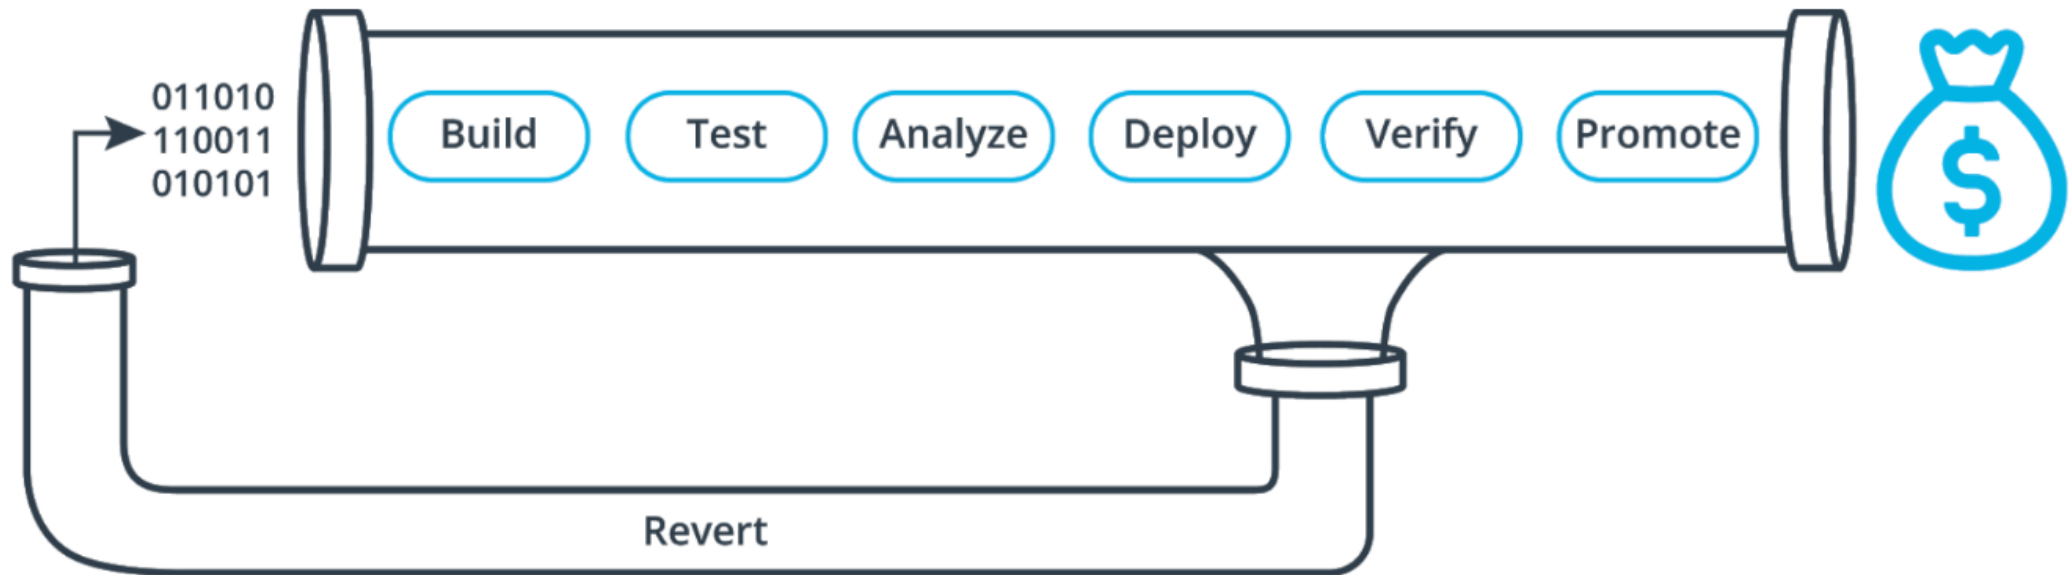 011010
110011
010101
Build Test Analyze Deploy Verify Promote
$
Revert